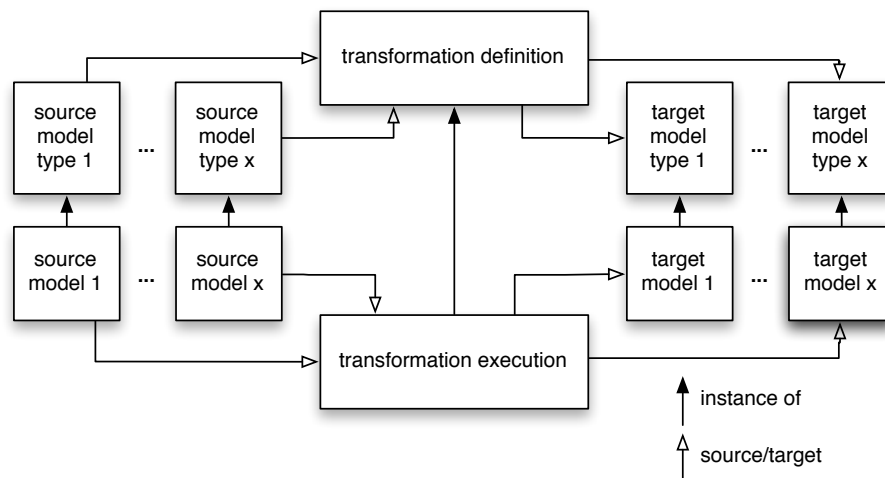 transformation definition
source
model
type 1
...
source
model
type x
target
model
type 1
...
target
model
type x
source
model 1
...
source
model x
target
model 1
...
target
model x
transformation execution
instance of
source/target